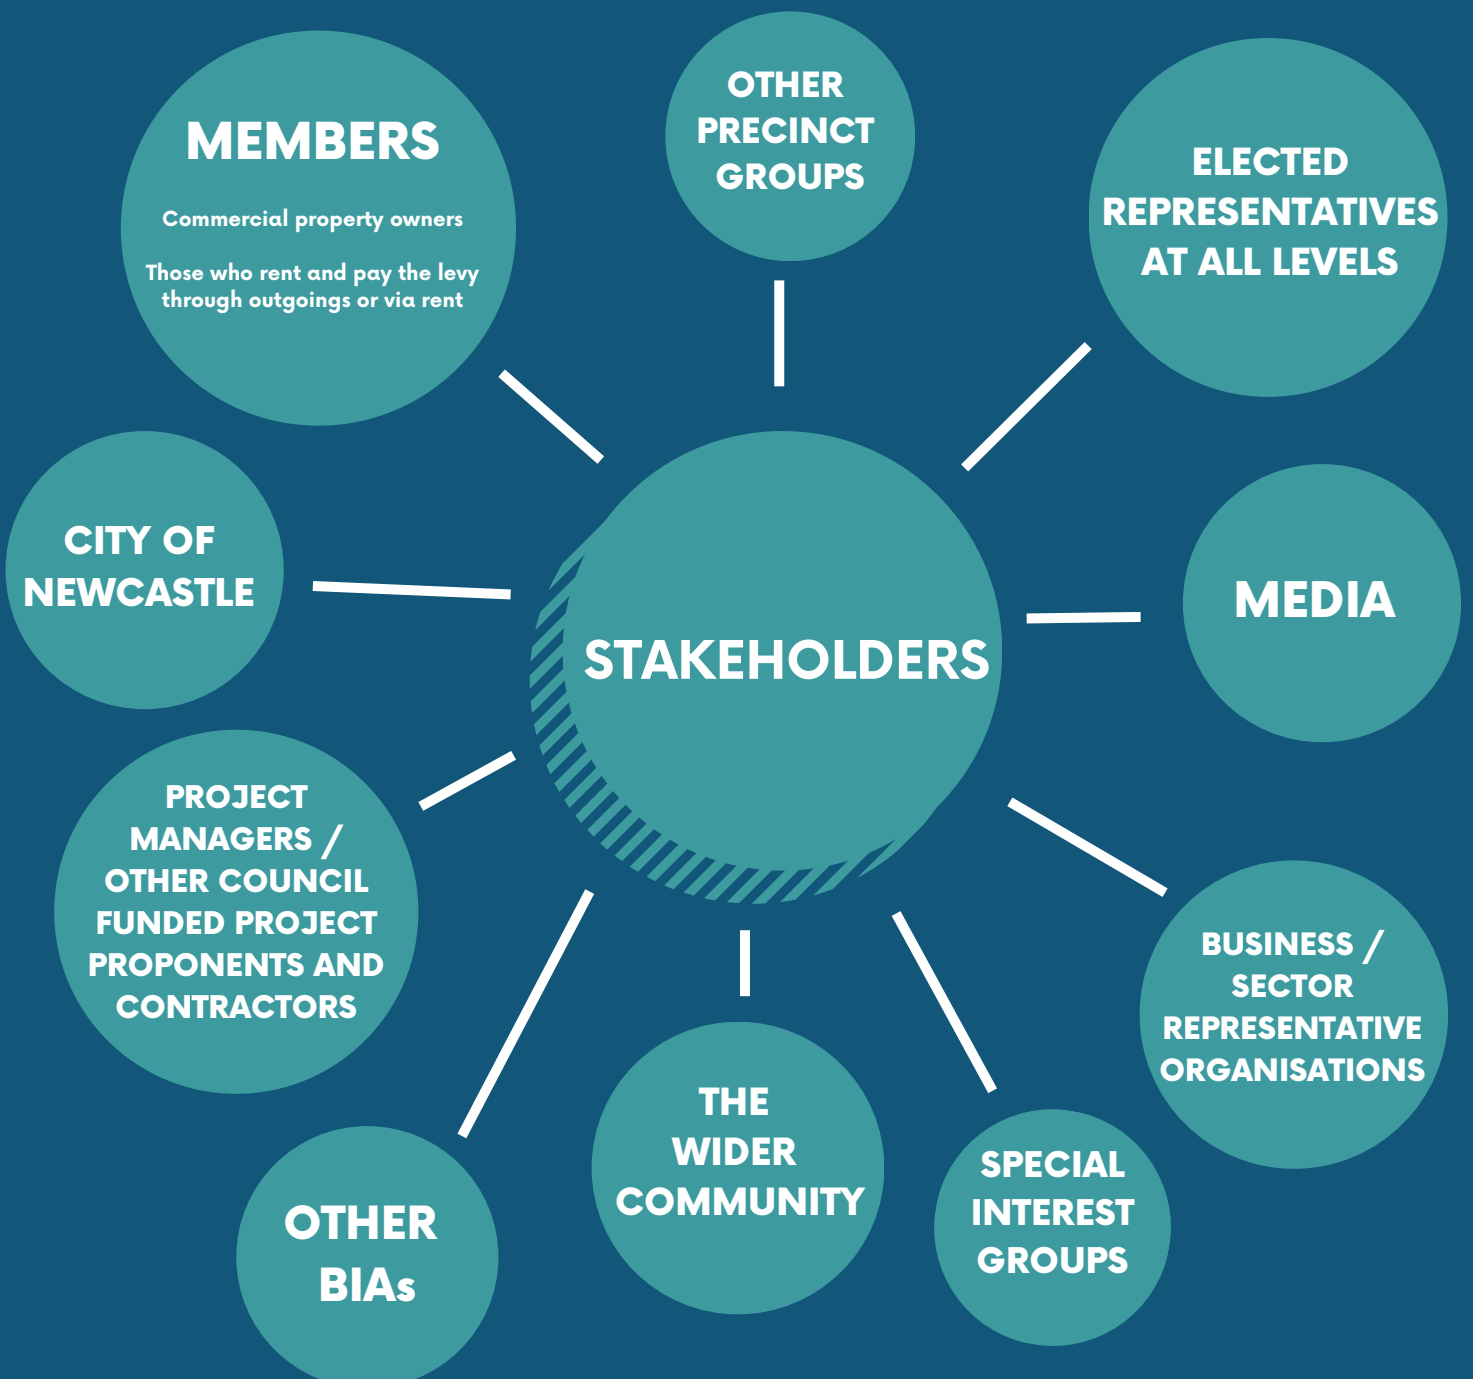 MEMBERS
Commercial property owners
Those who rent and pay the levy
through outgoings or via rent
OTHER
PRECINCT
GROUPS
ELECTED
REPRESENTATIVES
AT ALL LEVELS
CITY OF
NEWCASTLE
STAKEHOLDERS
MEDIA
PROJECT
MANAGERS /
OTHER COUNCIL
FUNDED PROJECT
PROPONENTS AND
CONTRACTORS
BUSINESS /
SECTOR
REPRESENTATIVE
ORGANISATIONS
OTHER
BIAs
THE
WIDER
COMMUNITY
SPECIAL
INTEREST
GROUPS